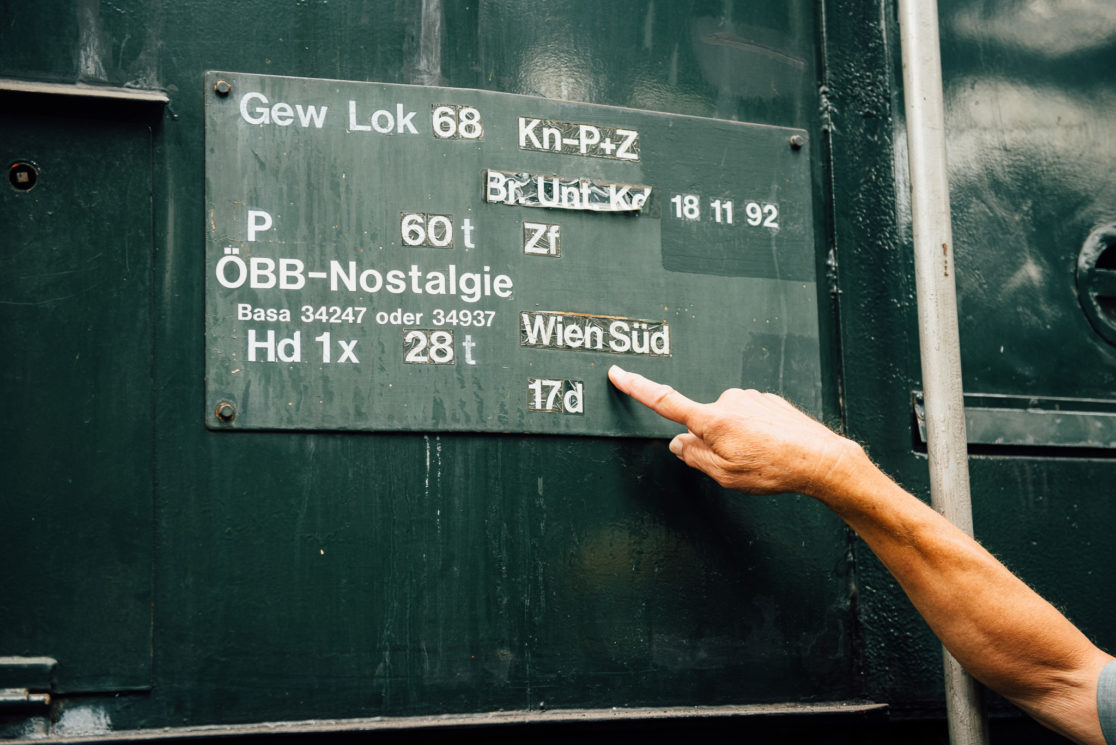 Gew Lok 68 Kn-P+Z
Br. Unt. Kd 18 11 92
P 60 t Zf
ÖBB-Nostalgie
Basa 34247 oder 34937
Wien Süd
Hd 1x 28 t
17d